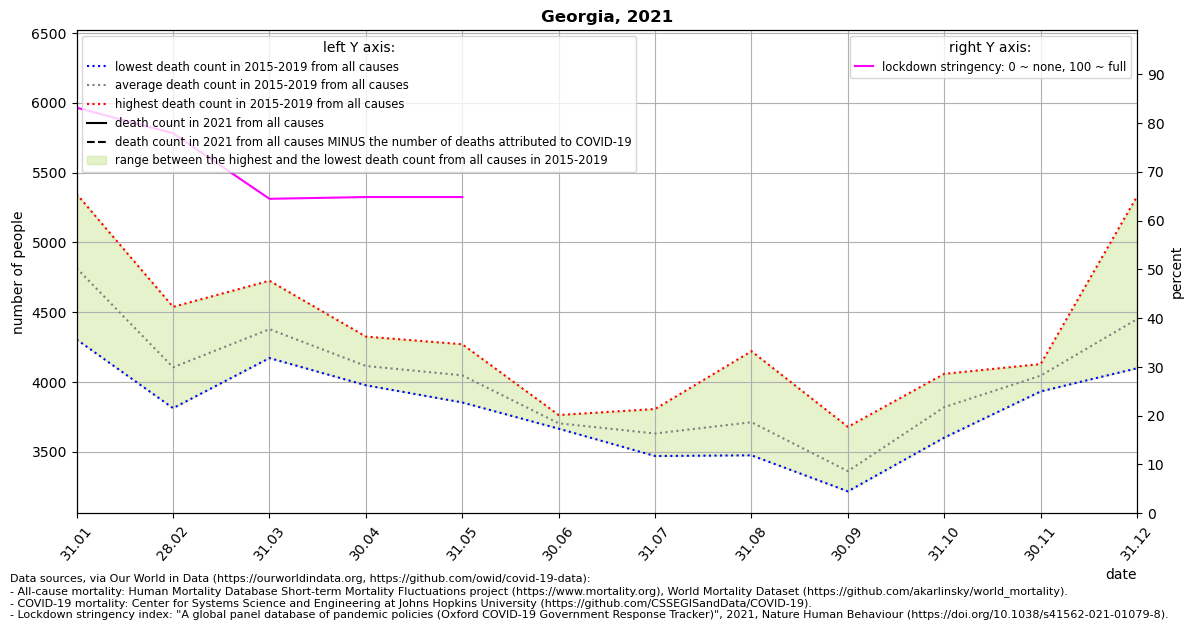 Georgia, 2021
left Y axis:
lowest death count in 2015-2019 from all causes
average death count in 2015-2019 from all causes
highest death count in 2015-2019 from all causes
death count in 2021 from all causes
death count in 2021 from all causes MINUS the number of deaths attributed to COVID-19
range between the highest and the lowest death count from all causes in 2015-2019
right Y axis:
lockdown stringency: 0 ~ none, 100 ~ full
number of people
6500
6000
5500
5000
4500
4000
3500
percent
90
80
70
60
50
40
30
20
10
0
31.01
28.02
31.03
30.04
31.05
30.06
31.07
31.08
30.09
31.10
30.11
31.12
date
Data sources, via Our World in Data (https://ourworldindata.org, https://github.com/owid/covid-19-data):
- All-cause mortality: Human Mortality Database Short-term Mortality Fluctuations project (https://www.mortality.org), World Mortality Dataset (https://github.com/akarlinsky/world_mortality).
- COVID-19 mortality: Center for Systems Science and Engineering at Johns Hopkins University (https://github.com/CSSEGISandData/COVID-19).
- Lockdown stringency index: "A global panel database of pandemic policies (Oxford COVID-19 Government Response Tracker)", 2021, Nature Human Behaviour (https://doi.org/10.1038/s41562-021-01079-8).